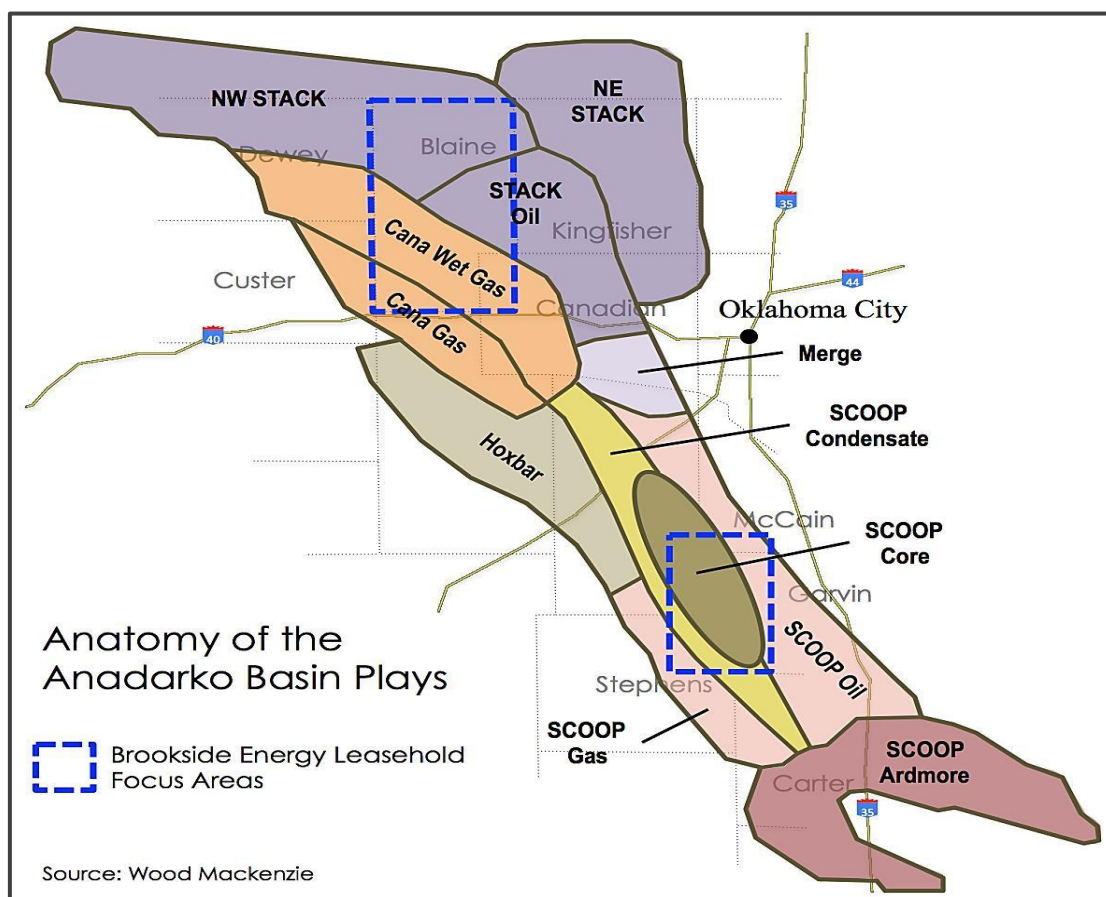 NW STACK
NE
STACK
Dewey
Blaine
STACK
Oil
35
Kingfisher
Cana Wet Gas
Custer
44
Canadian
Oklahoma City
Cana Gas
40
Merge
SCOOP
Condensate
Hoxbar
McCain
SCOOP
Core
Garvin
Anatomy of the
Anadarko Basin Plays
SCOOP Oil
Stephens
SCOOP
Gas
Brookside Energy Leasehold
Focus Areas
SCOOP
Ardmore
Carter
35
Source: Wood Mackenzie